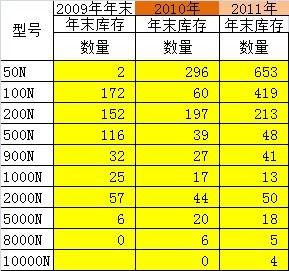 型号 2009年年末 2010年 2011年
年末库存 年末库存 年末库存
数量 数量 数量
50N 2 296 653
100N 172 60 419
200N 152 197 213
500N 116 39 48
900N 32 27 41
1000N 25 17 13
2000N 57 44 50
5000N 6 20 18
8000N 0 6 5
10000N 0 4